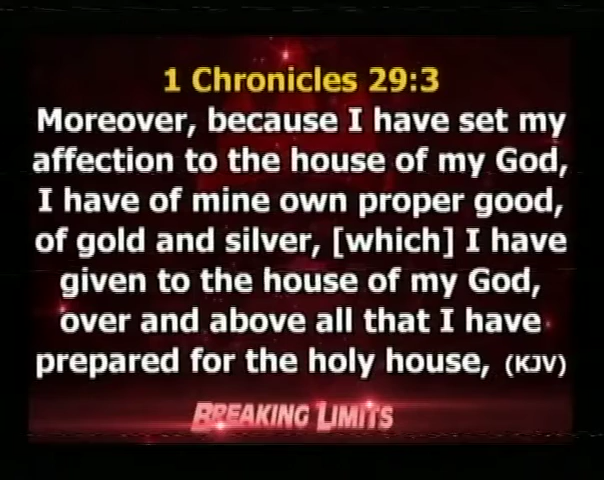 1 Chronicles 29:3
Moreover, because I have set my
affection to the house of my God,
I have of mine own proper good,
of gold and silver, [which] I have
given to the house of my God,
over and above all that I have
prepared for the holy house, (KJV)
BREAKING LIMITS